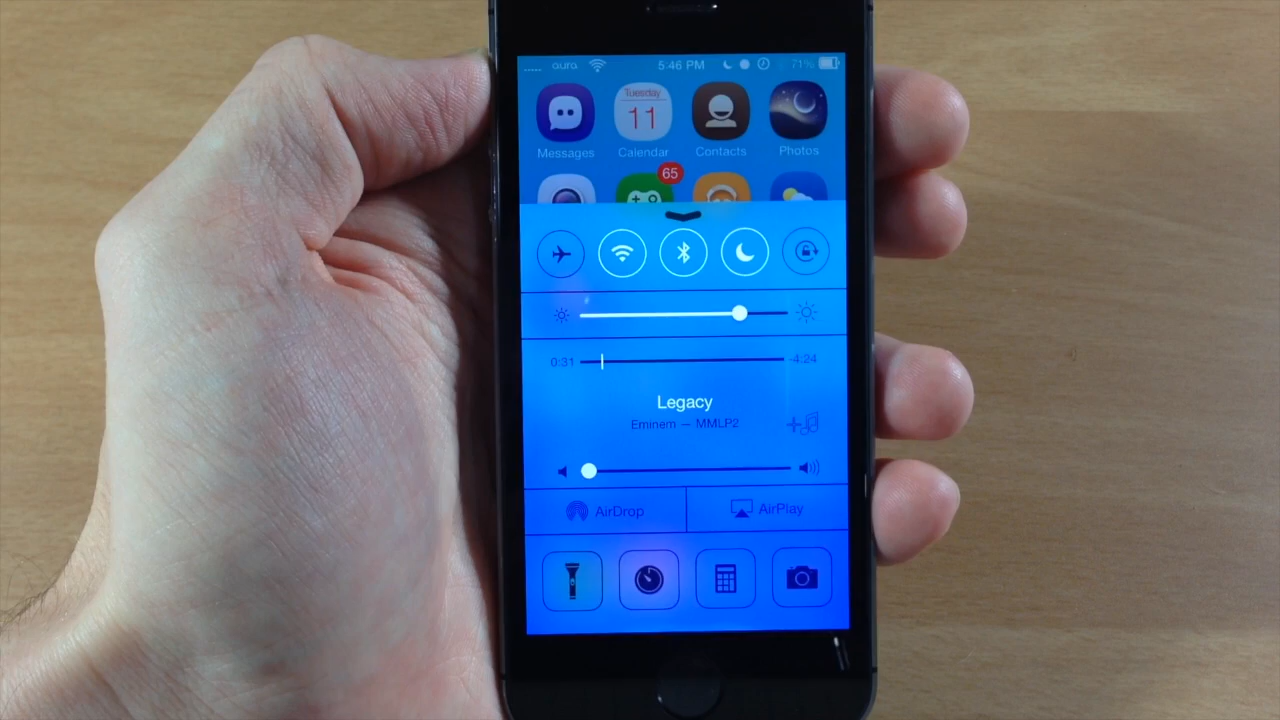 aura 5:46 PM 71%
Tuesday
11
Messages Calendar Contacts Photos
65
0:31 -4:24
Legacy
Eminem — MMLP2
AirDrop AirPlay